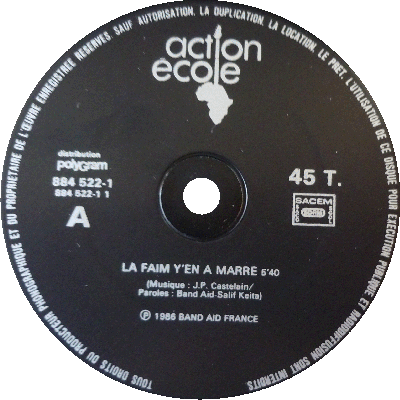 TOUS DROITS DU PRODUCTEUR PHONOGRAPHIQUE ET DU PROPRIETAIRE DE L'ŒUVRE ENREGISTREE RESERVES SAUF AUTORISATION. LA DUPLICATION, LA LOCATION, LE PRET, L'UTILISATION DE CE DISQUE POUR EXECUTION PUBLIQUE ET RADIODIFFUSION SONT INTERDITS
action
ecole
distribution
polyGram
884 522-1
884 522-1 1
A
45 T.
SACEM
LA FAIM Y'EN A MARRE 5'40
(Musique : J.P. Castelain/
Paroles : Band Aid-Salif Keita)
℗ 1986 BAND AID FRANCE